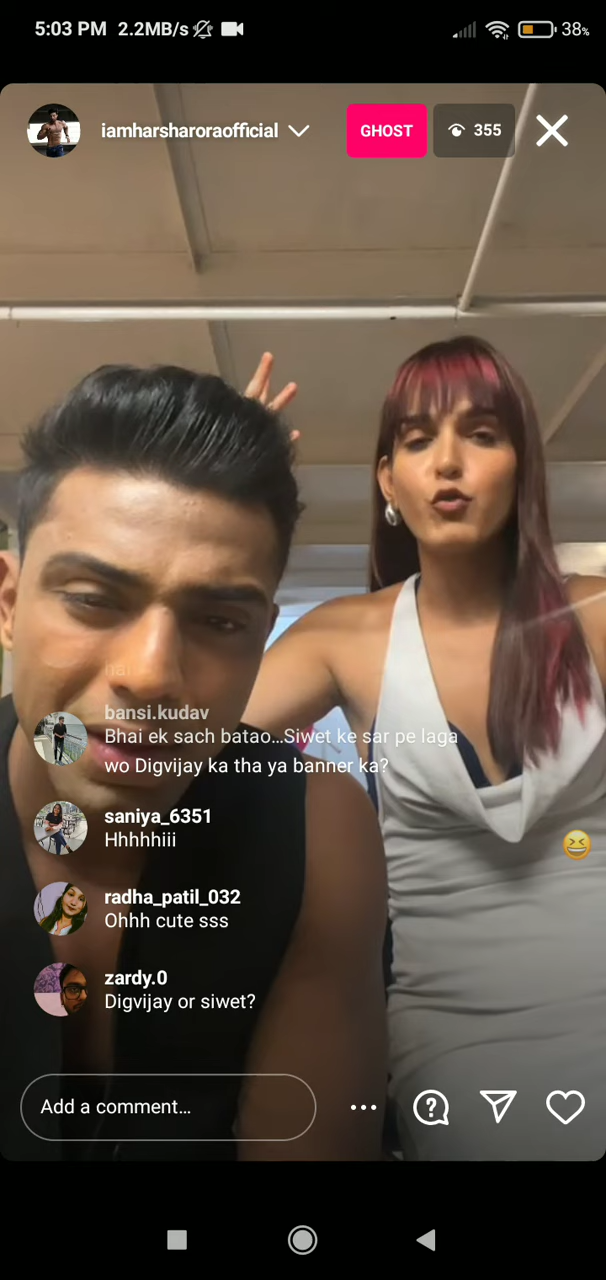 5:03 PM 2.2MB/s 38%
iamharsharoraofficial GHOST 355
hai
bansi.kudav
Bhai ek sach batao...Siwet ke sar pe laga
wo Digvijay ka tha ya banner ka?
saniya_6351
Hhhhhiii
radha_patil_032
Ohhh cute sss
zardy.0
Digvijay or siwet?
Add a comment...